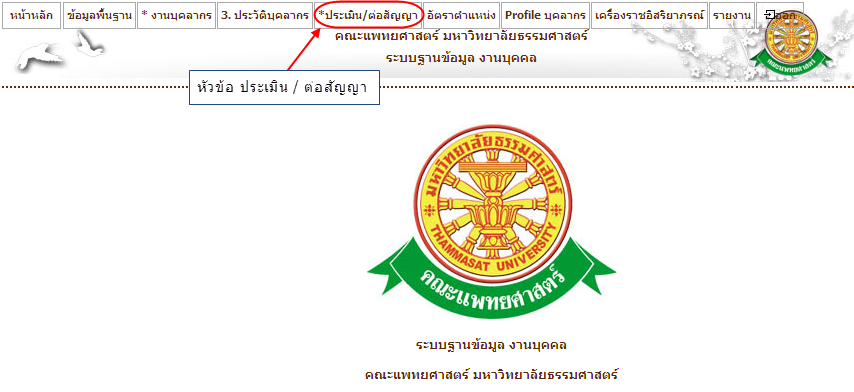 หน้าหลัก ข้อมูลพื้นฐาน * งานบุคลากร 3. ประวัติบุคลากร *ประเมิน/ต่อสัญญา อัตราตำแหน่ง Profile บุคลากร เครื่องราชอิสริยาภรณ์ รายงาน ออก
คณะแพทยศาสตร์ มหาวิทยาลัยธรรมศาสตร์
ระบบฐานข้อมูล งานบุคคล
คณะแพทยศาสตร์
หัวข้อ ประเมิน / ต่อสัญญา
มหาวิทยาลัยธรรมศาสตร์
THAMMASAT UNIVERSITY
คณะแพทยศาสตร์
ระบบฐานข้อมูล งานบุคคล
คณะแพทยศาสตร์ มหาวิทยาลัยธรรมศาสตร์